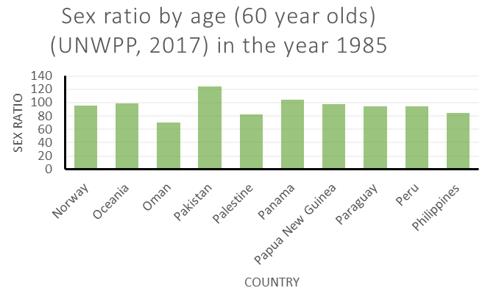 Sex ratio by age (60 year olds)
(UNWPP, 2017) in the year 1985
140
120
100
80
60
40
20
0
SEX RATIO
Norway
Oceania
Oman
Pakistan
Palestine
Panama
Papua New Guinea
Paraguay
Peru
Philippines
COUNTRY